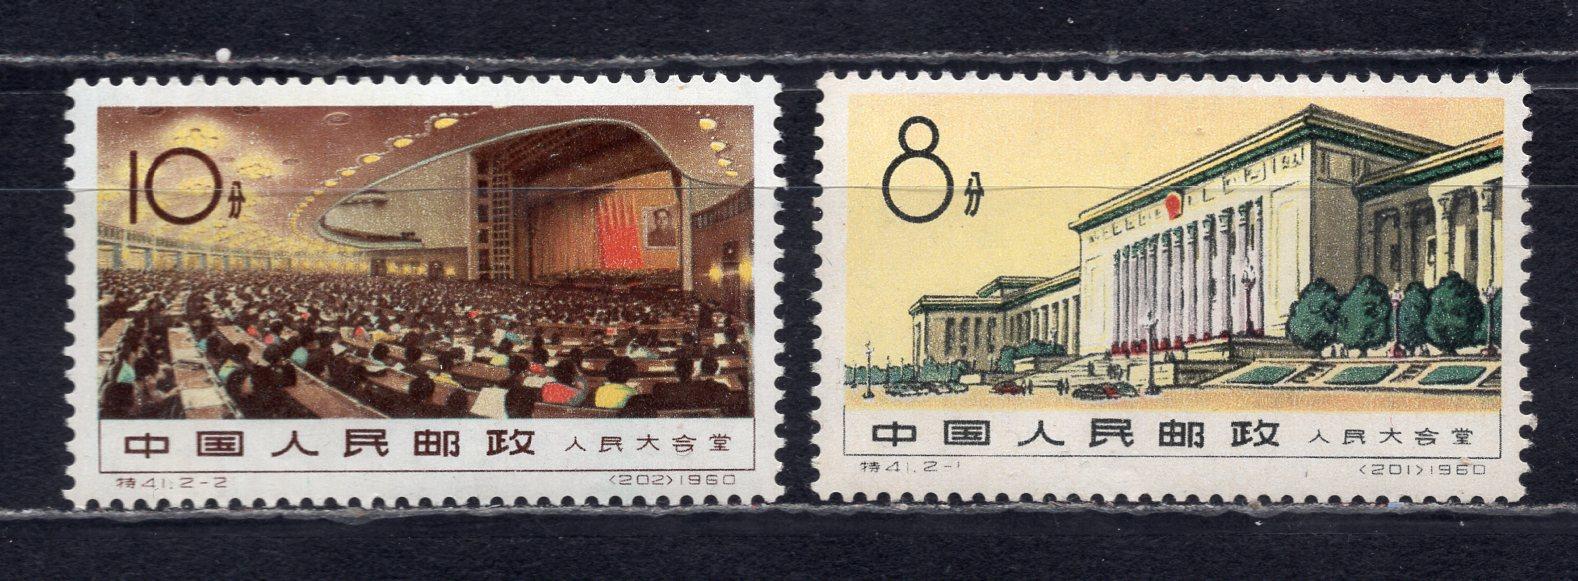 10分
中国人民邮政 人民大会堂
特41.2-2 (202)1960
8分
中国人民邮政 人民大会堂
特41.2-1 (201)1960